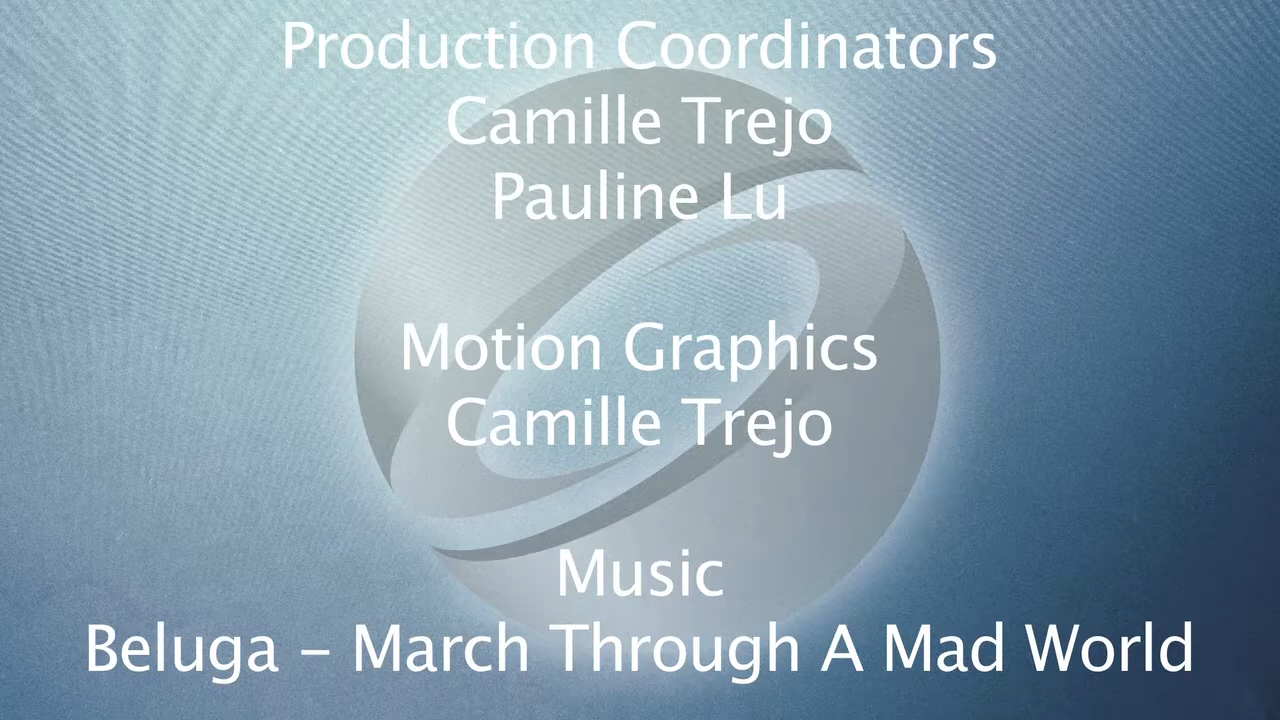 Production Coordinators
Camille Trejo
Pauline Lu
Motion Graphics
Camille Trejo
Music
Beluga – March Through A Mad World